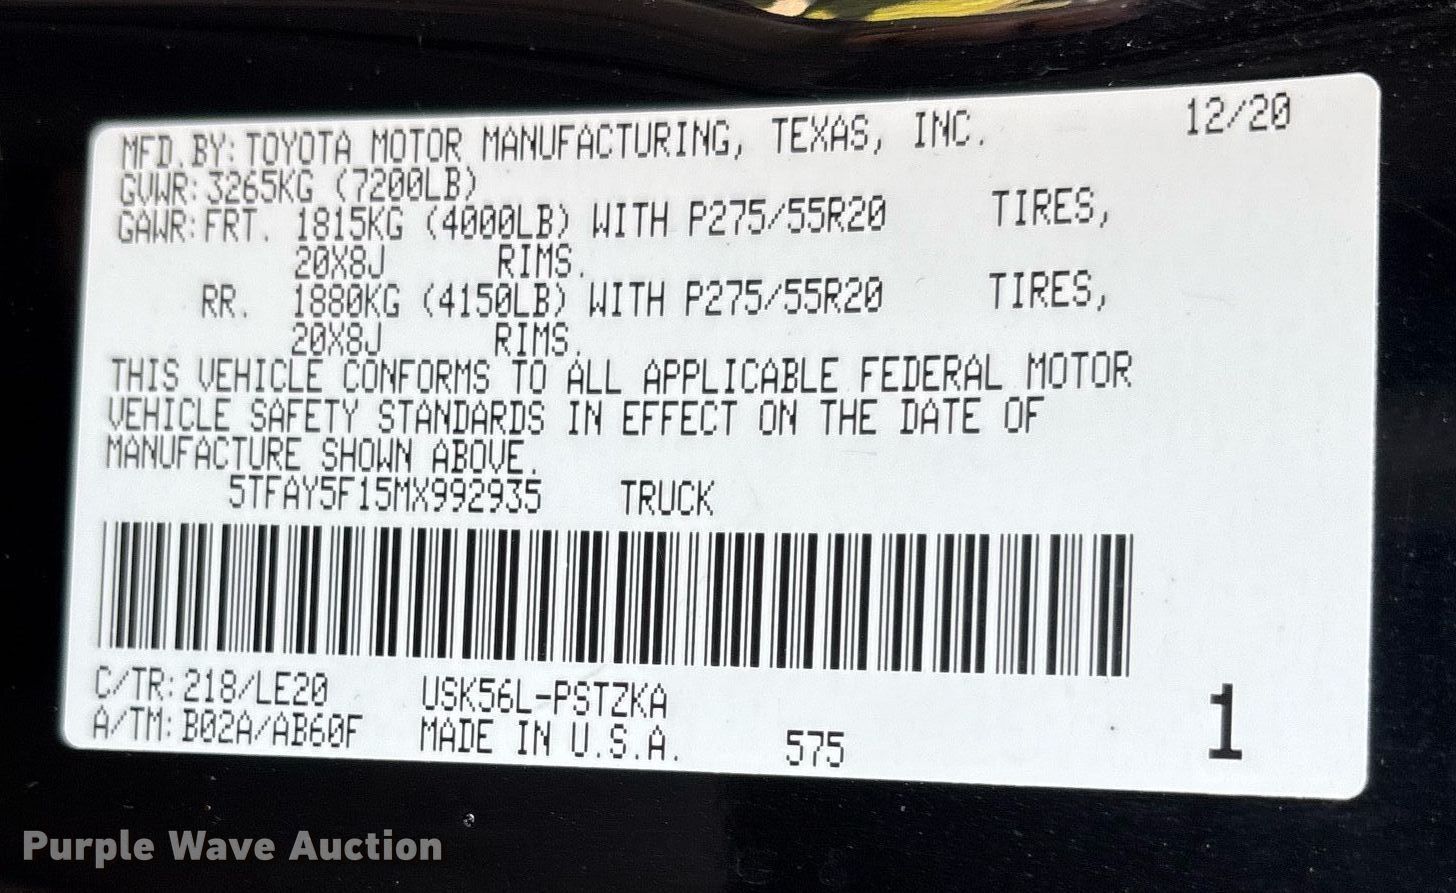 MFD.BY: TOYOTA MOTOR MANUFACTURING, TEXAS, INC. 12/20
GVWR: 3265KG (7200LB)
GAWR: FRT. 1815KG (4000LB) WITH P275/55R20 TIRES,
20X8J RIMS.
RR. 1880KG (4150LB) WITH P275/55R20 TIRES,
20X8J RIMS.
THIS VEHICLE CONFORMS TO ALL APPLICABLE FEDERAL MOTOR
VEHICLE SAFETY STANDARDS IN EFFECT ON THE DATE OF
MANUFACTURE SHOWN ABOVE.
5TFAY5F15MX992935 TRUCK
C/TR: 218/LE20 USK56L-PSTZKA
A/TM: B02A/AB60F MADE IN U.S.A. 575 1
Purple Wave Auction